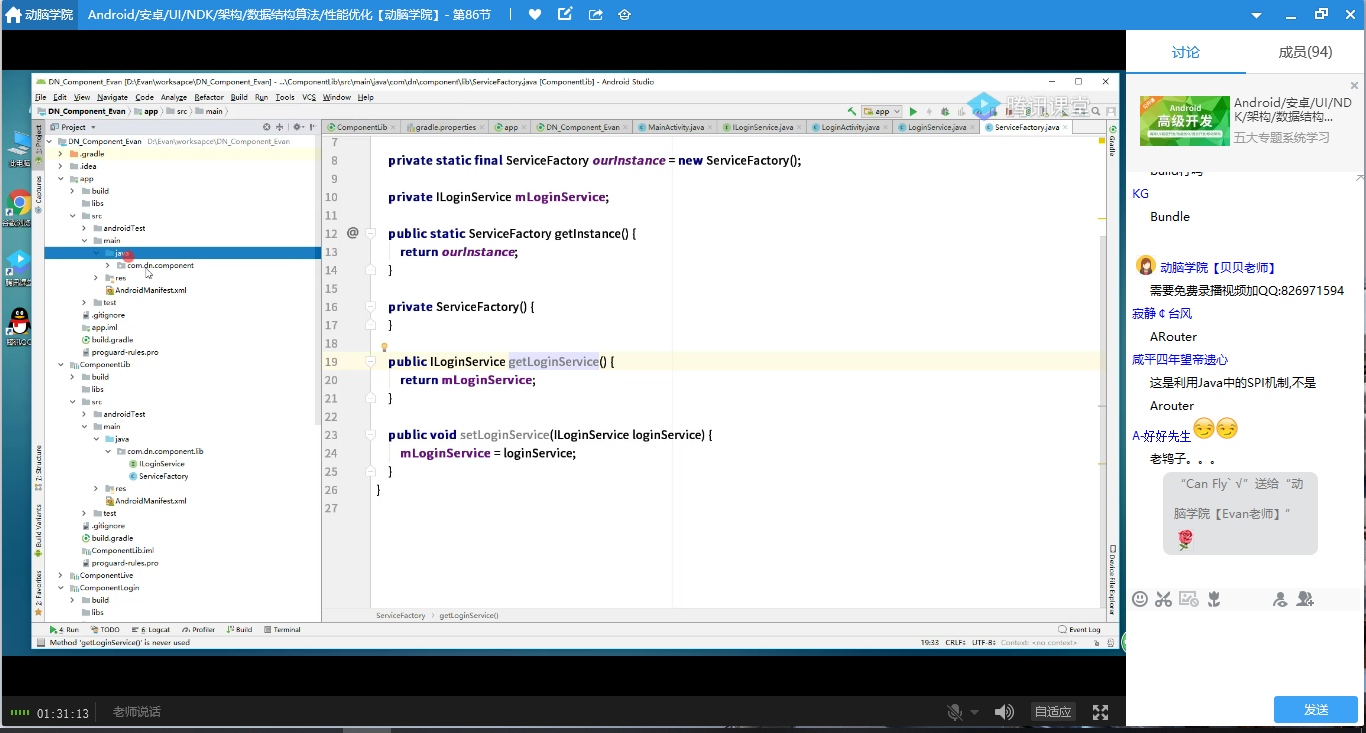 动脑学院
Android/安卓/UI/NDK/架构/数据结构算法/性能优化【动脑学院】- 第86节
讨论
成员(94)
Android/安卓/UI/ND
K/架构/数据结构...
五大专题系统学习
Android
高级开发
KG
Bundle
动脑学院【贝贝老师】
需要免费录播视频加QQ:826971594
寂静￠台风
ARouter
咸平四年望帝遗心
这是利用Java中的SPI机制,不是
Arouter
A-好好先生
老鸨子。。。
“Can Fly`√”送给“动
脑学院【Evan老师】”
发送
DN_Component_Evan [D:\Evan\worksapce\DN_Component_Evan] - ...\ComponentLib\src\main\java\com\dn\component\lib\ServiceFactory.java [ComponentLib] - Android Studio
File Edit View Navigate Code Analyze Refactor Build Run Tools VCS Window Help
DN_Component_Evan app src main
app
腾讯课堂
Project
ComponentLib gradle.properties app DN_Component_Evan MainActivity.java ILoginService.java LoginActivity.java LoginService.java ServiceFactory.java
DN_Component_Evan D:\Evan\worksapce\DN_Component_Evan
.gradle
.idea
app
build
libs
src
androidTest
main
java
com.dn.component
res
AndroidManifest.xml
test
.gitignore
app.iml
build.gradle
proguard-rules.pro
ComponentLib
build
libs
src
androidTest
main
java
com.dn.component.lib
ILoginService
ServiceFactory
res
AndroidManifest.xml
test
.gitignore
build.gradle
ComponentLib.iml
proguard-rules.pro
ComponentLive
ComponentLogin
build
libs
1: Project
Captures
7: Structure
Build Variants
2: Favorites
Gradle
Device File Explorer
7
8 private static final ServiceFactory ourInstance = new ServiceFactory();
9
10 private ILoginService mLoginService;
11
12 @ public static ServiceFactory getInstance() {
13 return ourInstance;
14 }
15
16 private ServiceFactory() {
17 }
18
19 public ILoginService getLoginService() {
20 return mLoginService;
21 }
22
23 public void setLoginService(ILoginService loginService) {
24 mLoginService = loginService;
25 }
26 }
27
ServiceFactory getLoginService()
4: Run TODO 6: Logcat Profiler Build Terminal Event Log
Method 'getLoginService()' is never used 19:33 CRLF: UTF-8: Context: <no context>
01:31:13 老师说话 自适应